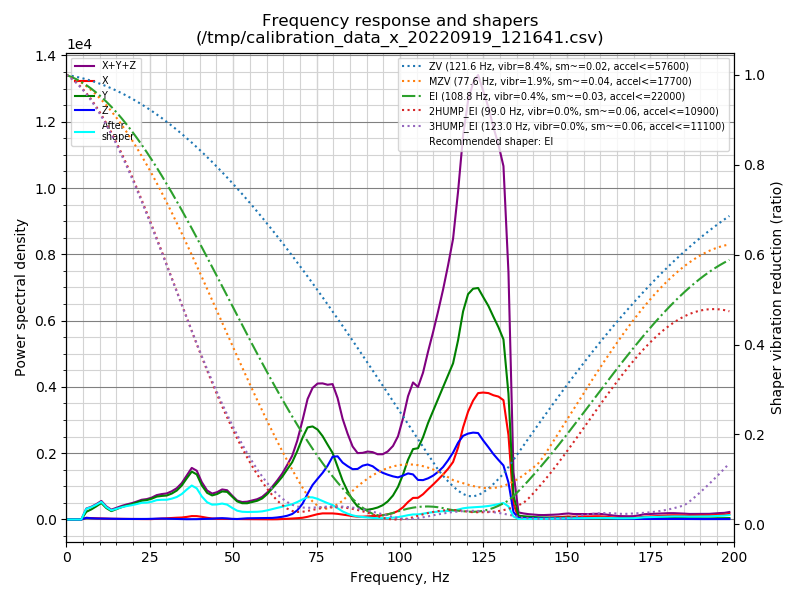 Frequency response and shapers
(/tmp/calibration_data_x_20220919_121641.csv)
1e4
X+Y+Z
X
Y
Z
After
shaper
ZV (121.6 Hz, vibr=8.4%, sm~=0.02, accel<=57600)
MZV (77.6 Hz, vibr=1.9%, sm~=0.04, accel<=17700)
EI (108.8 Hz, vibr=0.4%, sm~=0.03, accel<=22000)
2HUMP_EI (99.0 Hz, vibr=0.0%, sm~=0.06, accel<=10900)
3HUMP_EI (123.0 Hz, vibr=0.0%, sm~=0.06, accel<=11100)
Recommended shaper: EI
Power spectral density
1.4
1.2
1.0
0.8
0.6
0.4
0.2
0.0
1.0
0.8
0.6
0.4
0.2
0.0
Shaper vibration reduction (ratio)
0 25 50 75 100 125 150 175 200
Frequency, Hz